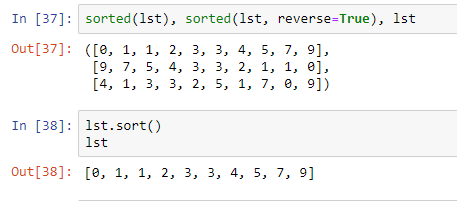 In [37]: sorted(lst), sorted(lst, reverse=True), lst
Out[37]: ([0, 1, 1, 2, 3, 3, 4, 5, 7, 9],
[9, 7, 5, 4, 3, 3, 2, 1, 1, 0],
[4, 1, 3, 3, 2, 5, 1, 7, 0, 9])
In [38]: lst.sort()
lst
Out[38]: [0, 1, 1, 2, 3, 3, 4, 5, 7, 9]